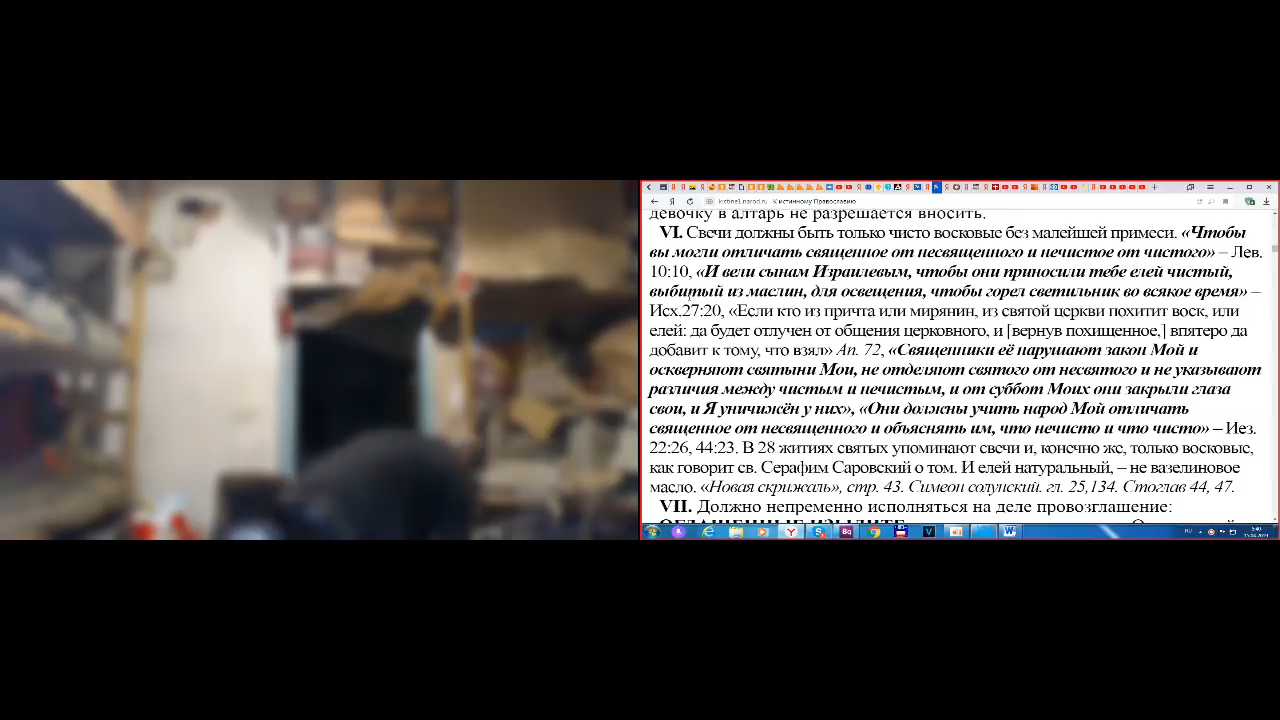 kistine1.narod.ru К истинному Православию
девочку в алтарь не разрешается вносить.
VI. Свечи должны быть только чисто восковые без малейшей примеси. «Чтобы
вы могли отличать священное от несвященного и нечистое от чистого» – Лев.
10:10, «И вели сынам Израилевым, чтобы они приносили тебе елей чистый,
выбитый из маслин, для освещения, чтобы горел светильник во всякое время» –
Исх.27:20, «Если кто из причта или мирянин, из святой церкви похитит воск, или
елей: да будет отлучен от общения церковного, и [вернув похищенное,] впятеро да
добавит к тому, что взял» Ап. 72, «Священники её нарушают закон Мой и
оскверняют святыни Мои, не отделяют святого от несвятого и не указывают
различия между чистым и нечистым, и от суббот Моих они закрыли глаза
свои, и Я уничижён у них», «Они должны учить народ Мой отличать
священное от несвященного и объяснять им, что нечисто и что чисто» – Иез.
22:26, 44:23. В 28 житиях святых упоминают свечи и, конечно же, только восковые,
как говорит св. Серафим Саровский о том. И елей натуральный, – не вазелиновое
масло. «Новая скрижаль», стр. 43. Симеон солунский. гл. 25,134. Стоглав 44, 47.
VII. Должно непременно исполняться на деле провозглашение: